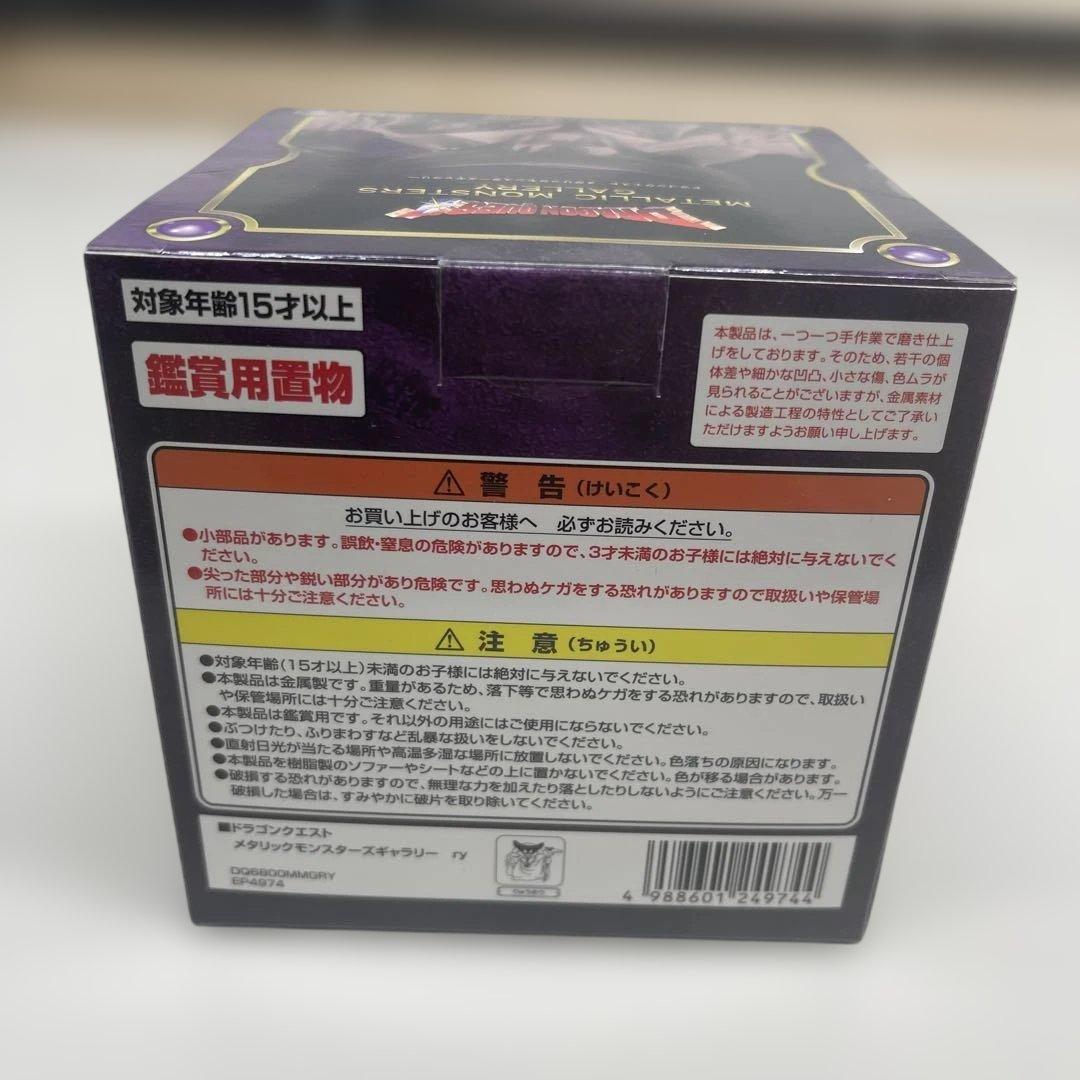 DRAGON QUEST
METALLIC MONSTERS
GALLERY
対象年齢15才以上
鑑賞用置物
本製品は、一つ一つ手作業で磨き仕上
げをしております。そのため、若干の個
体差や細かな凹凸、小さな傷、色ムラが
見られることがございますが、金属素材
による製造工程の特性としてご了承い
ただけますようお願い申し上げます。
⚠ 警 告 (けいこく)
お買い上げのお客様へ 必ずお読みください。
●小部品があります。誤飲・窒息の危険がありますので、3才未満のお子様には絶対に与えないでく
ださい。
●尖った部分や鋭い部分があり危険です。思わぬケガをする恐れがありますので取扱いや保管場
所には十分ご注意ください。
⚠ 注 意 (ちゅうい)
●対象年齢(15才以上)未満のお子様には絶対に与えないでください。
●本製品は金属製です。重量があるため、落下等で思わぬケガをする恐れがありますので、取扱い
や保管場所には十分ご注意ください。
●本製品は鑑賞用です。それ以外の用途にはご使用にならないでください。
●ぶつけたり、ふりまわすなど乱暴な扱いをしないでください。
●直射日光が当たる場所や高温多湿な場所に放置しないでください。色落ちの原因になります。
●本製品を樹脂製のソファーやシートなどの上に置かないでください。色が移る場合があります。
●破損する恐れがありますので、無理な力を加えたり落としたりしないようにご注意ください。万一
破損した場合は、すみやかに破片を取り除いてください。
■ドラゴンクエスト
メタリックモンスターズギャラリー ry
DQ6800MMGRY
EP4974
りゅうおう
4 988601 249744